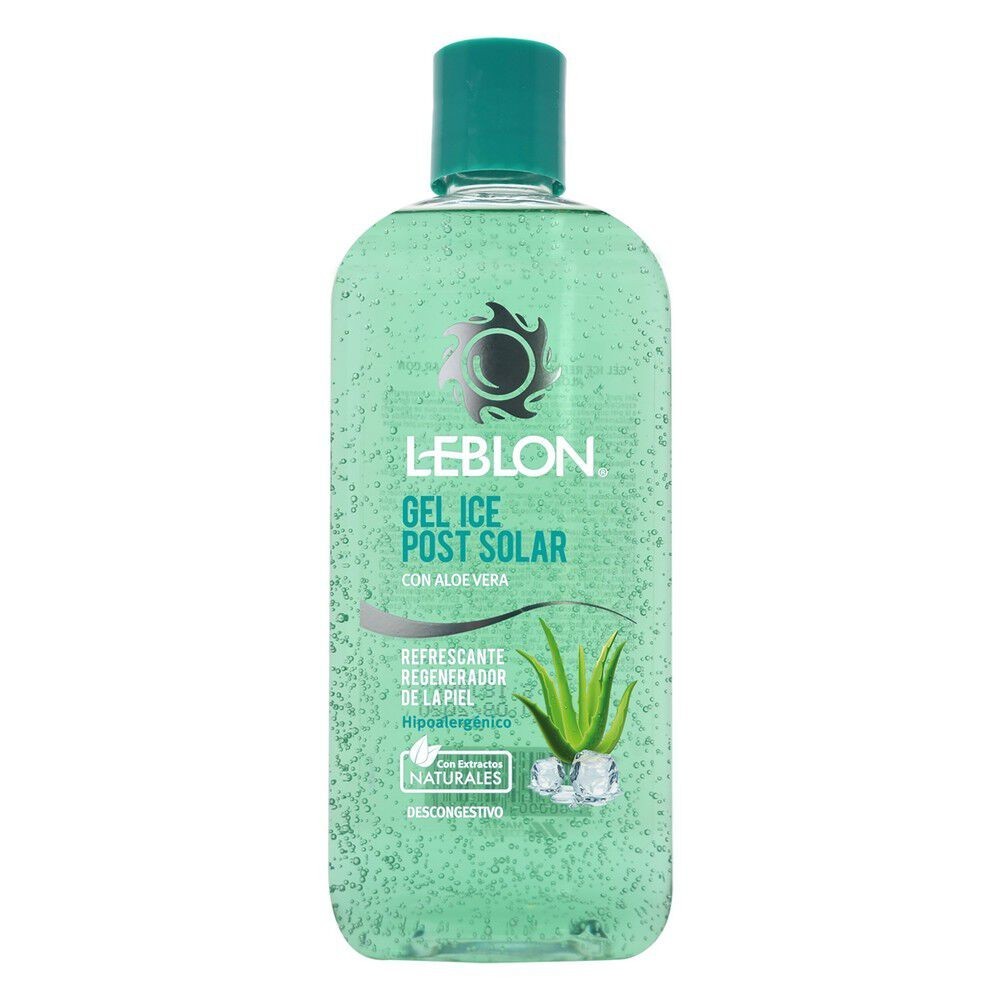 LEBLON®
GEL ICE
POST SOLAR
CON ALOE VERA
REFRESCANTE
REGENERADOR
DE LA PIEL
Hipoalergénico
Con Extractos
NATURALES
DESCONGESTIVO